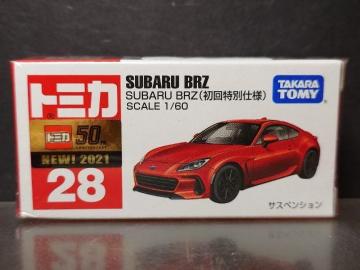 トミカ
SUBARU BRZ
SUBARU BRZ(初回特別仕様)
SCALE 1/60
TAKARA
TOMY
トミカ 50th
ANNIVERSARY
NEW! 2021
28
サスペンション